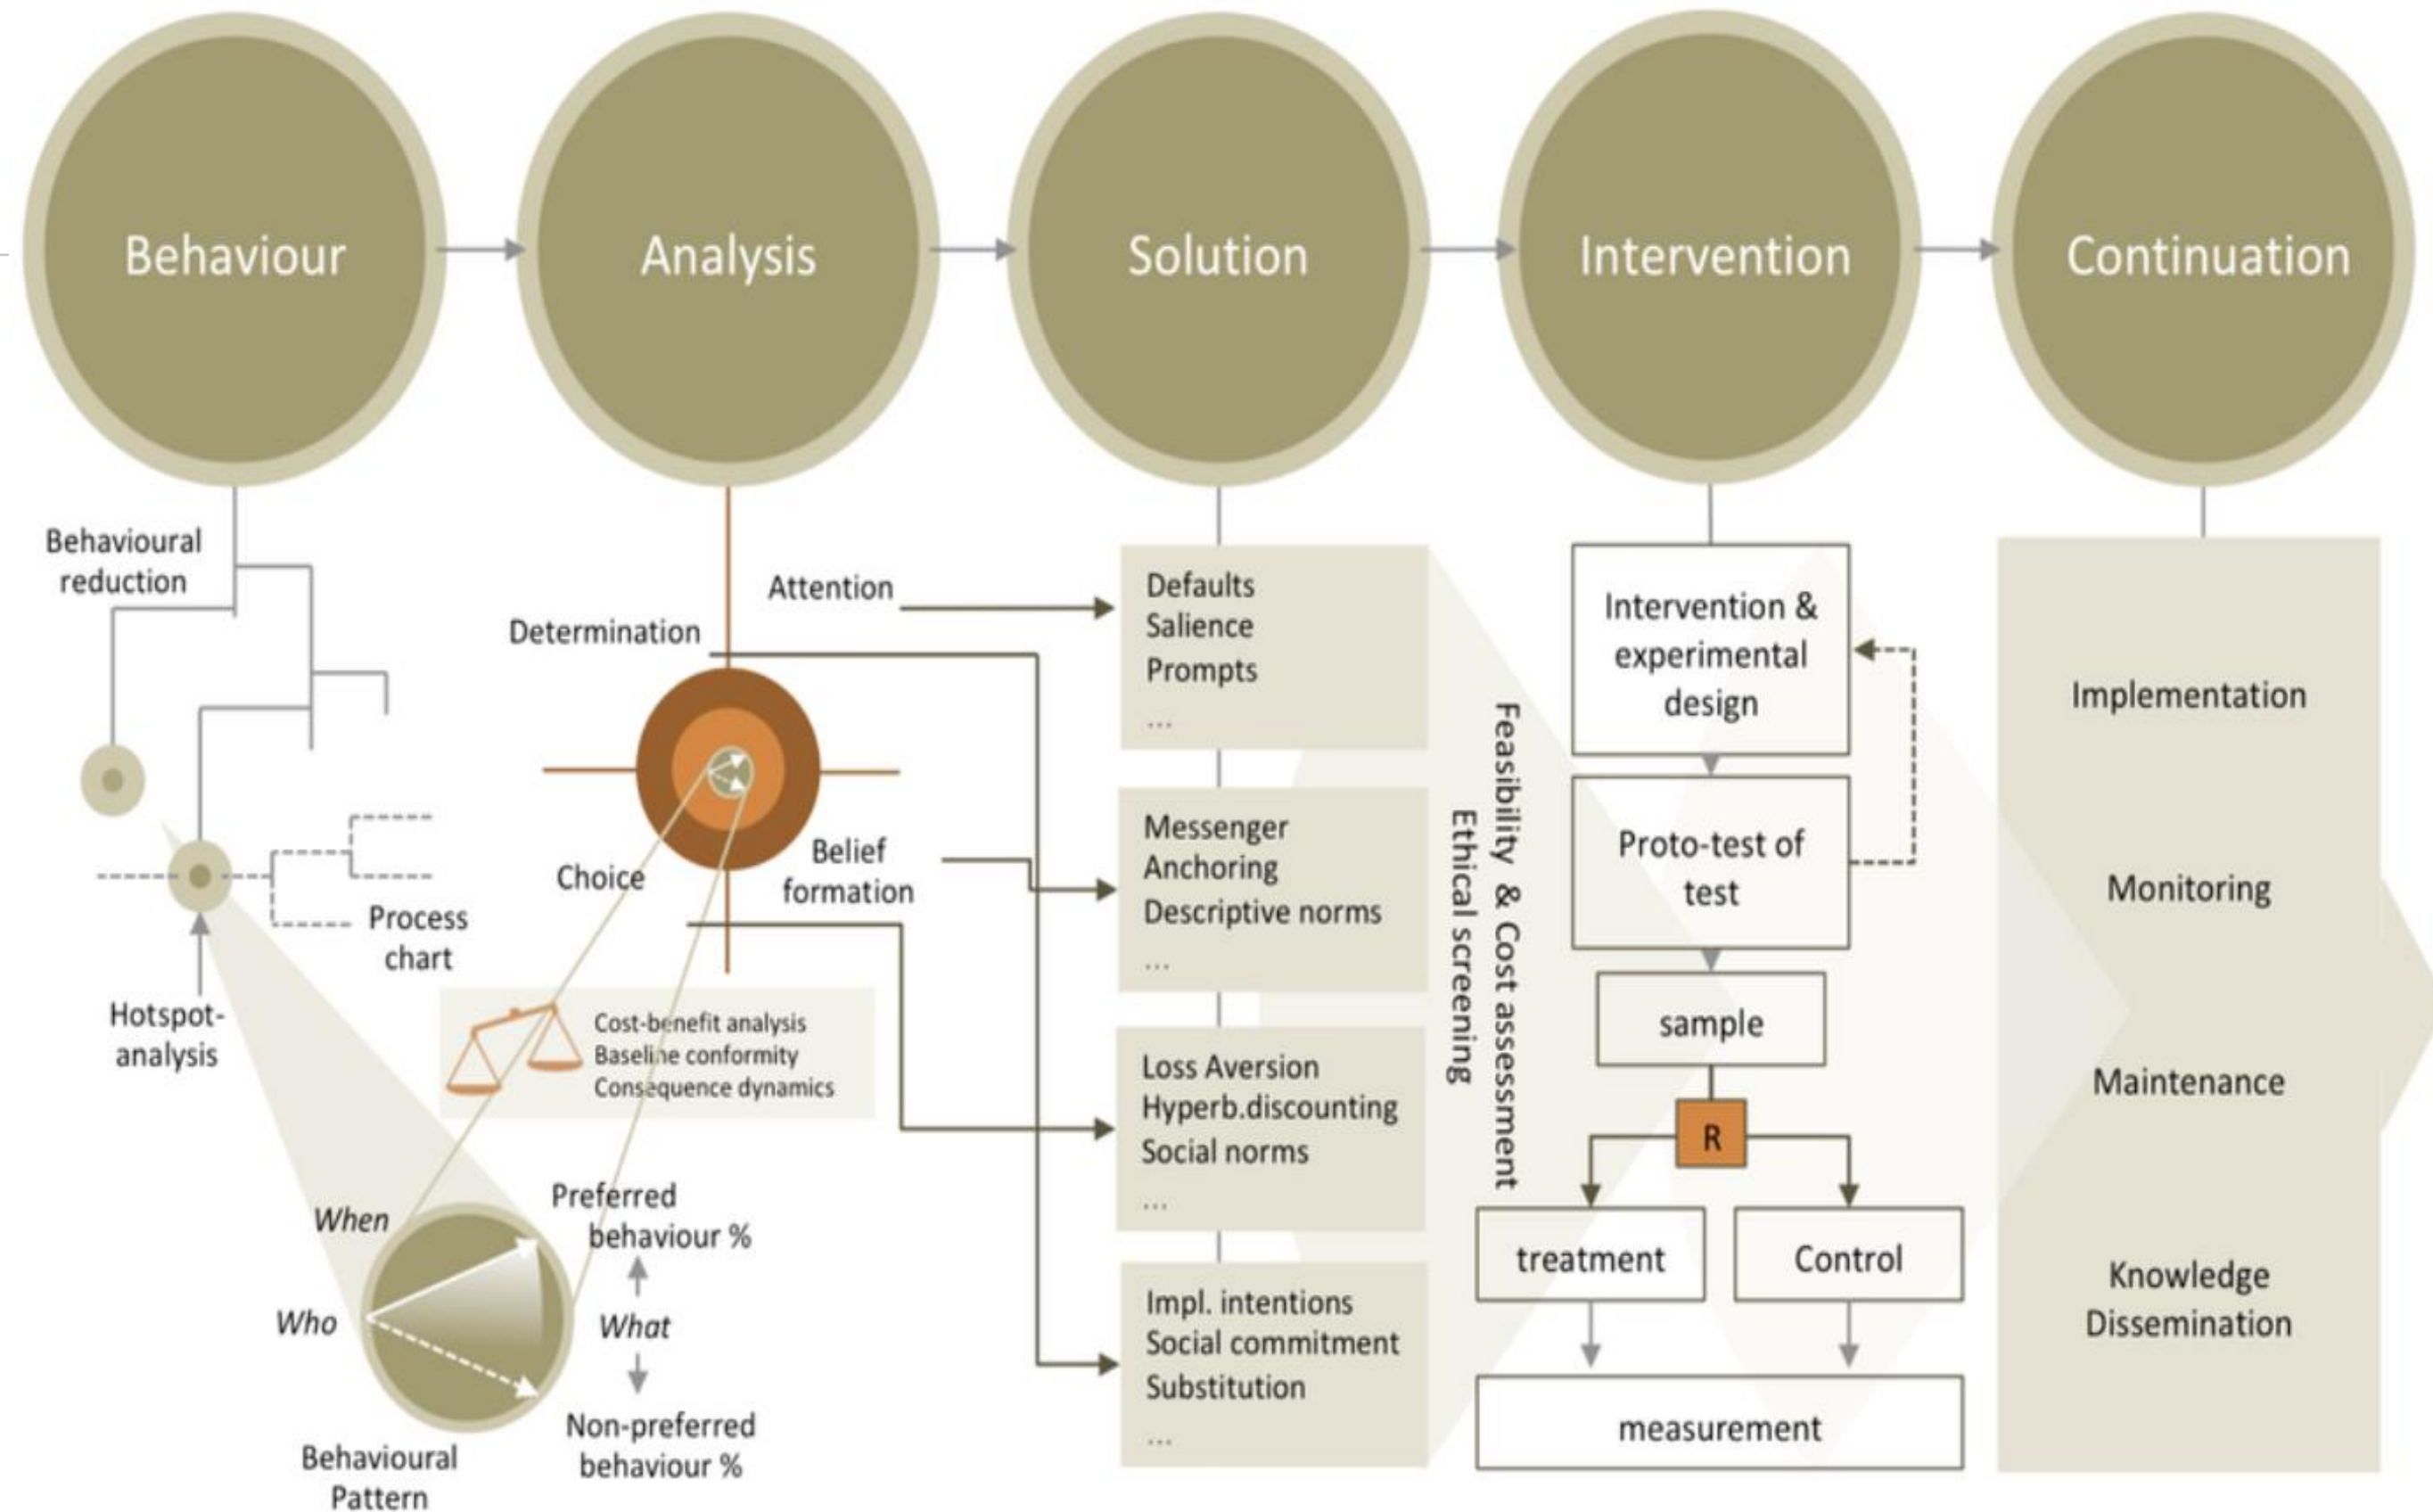 Behaviour
Analysis
Solution
Intervention
Continuation
Behavioural
reduction
Process
chart
Hotspot-
analysis
When
Who
Preferred
behaviour %
What
Non-preferred
behaviour %
Behavioural
Pattern
Attention
Determination
Choice
Belief
formation
Cost-benefit analysis
Baseline conformity
Consequence dynamics
Defaults
Salience
Prompts
...
Messenger
Anchoring
Descriptive norms
...
Loss Aversion
Hyperb.discounting
Social norms
...
Impl. intentions
Social commitment
Substitution
...
Feasibility & Cost assessment
Ethical screening
Intervention &
experimental
design
Proto-test of
test
sample
R
treatment
Control
measurement
Implementation
Monitoring
Maintenance
Knowledge
Dissemination